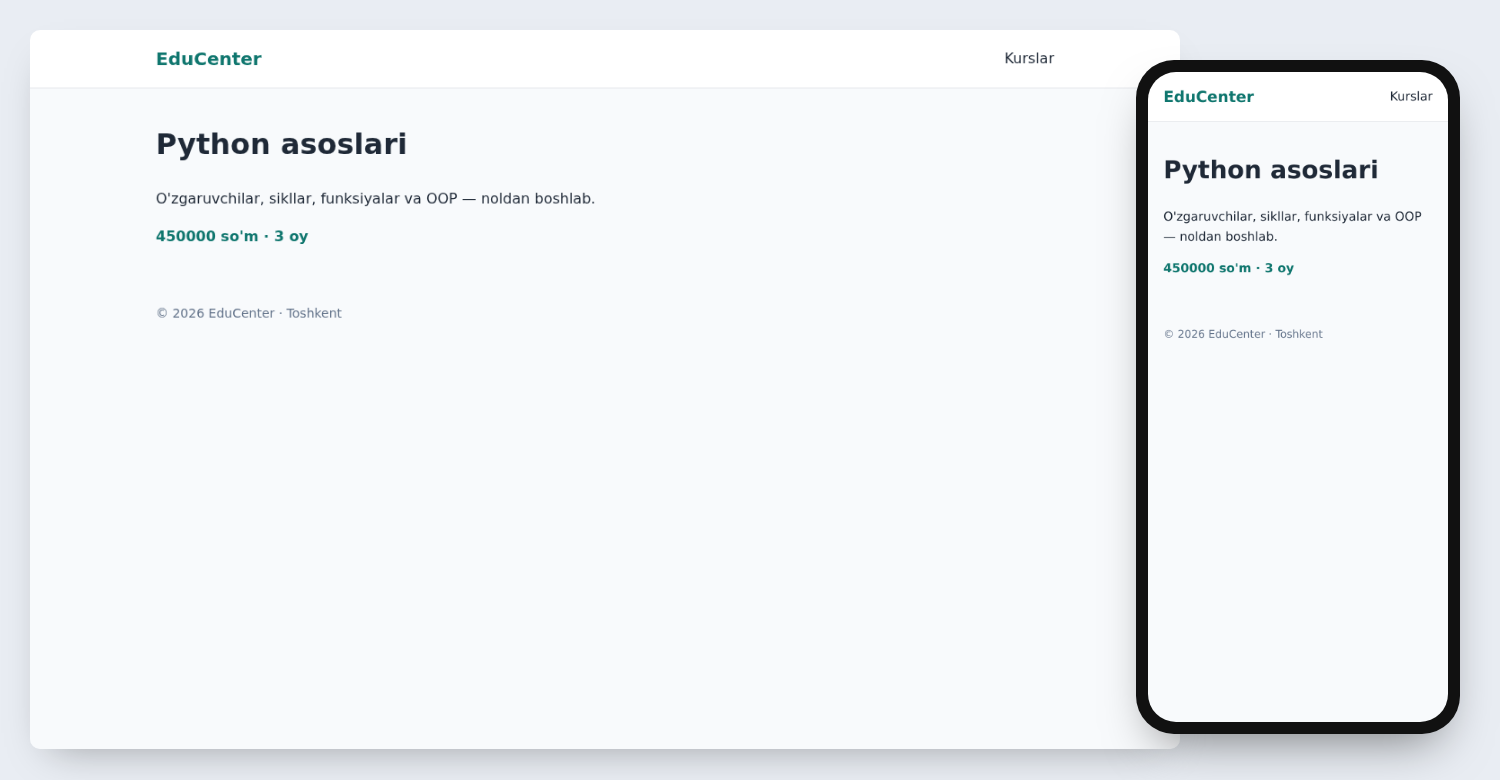 EduCenter
Kurslar
Python asoslari
O'zgaruvchilar, sikllar, funksiyalar va OOP — noldan boshlab.
450000 so'm · 3 oy
© 2026 EduCenter · Toshkent
EduCenter
Kurslar
Python asoslari
O'zgaruvchilar, sikllar, funksiyalar va OOP
— noldan boshlab.
450000 so'm · 3 oy
© 2026 EduCenter · Toshkent